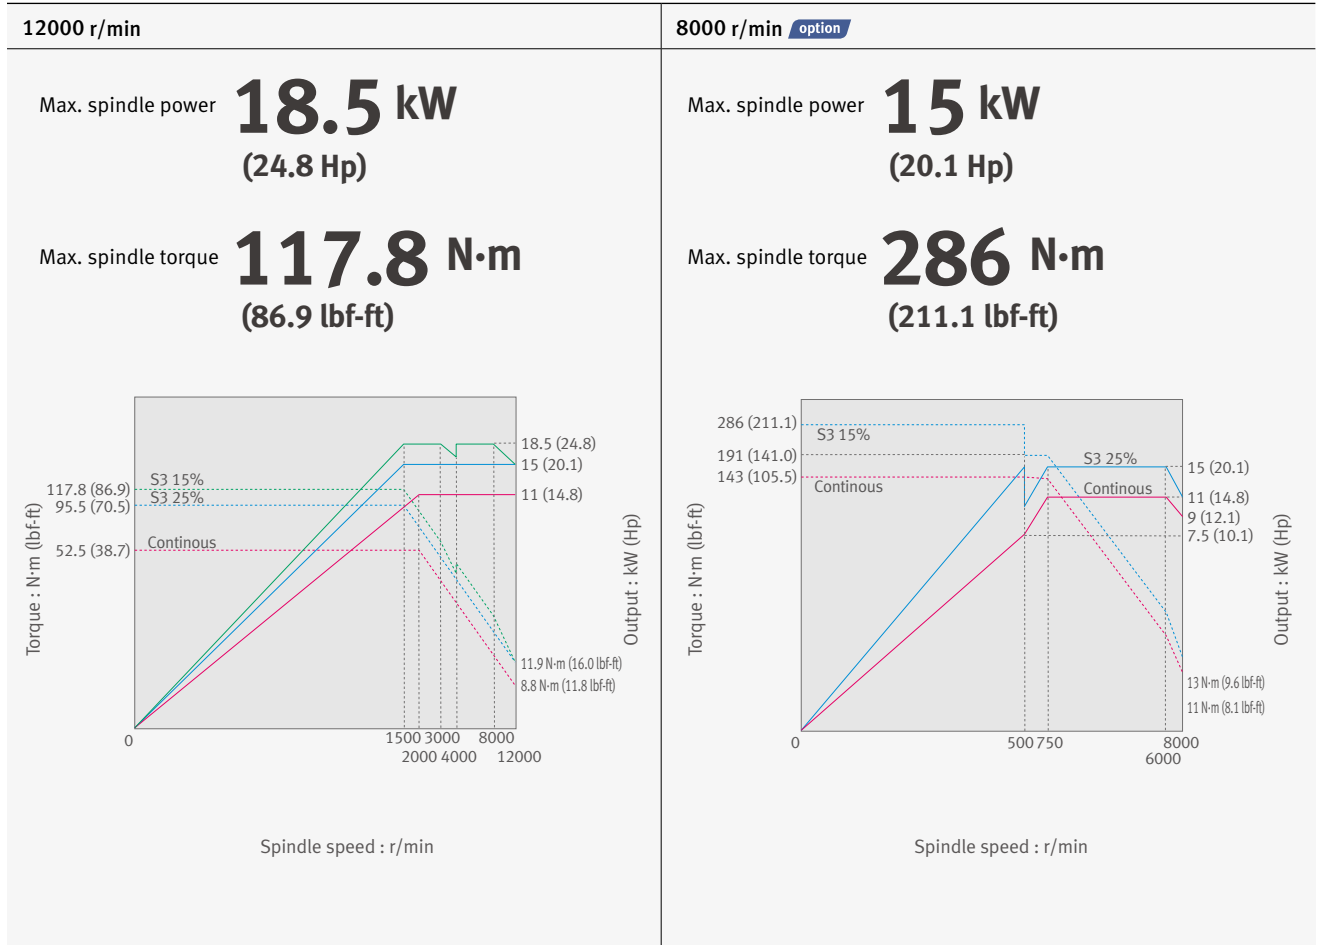 12000 r/min
Max. spindle power 18.5 kW
(24.8 Hp)
Max. spindle torque 117.8 N·m
(86.9 lbf-ft)
18.5 (24.8)
15 (20.1)
S3 15%
117.8 (86.9)
S3 25%
11 (14.8)
95.5 (70.5)
Continous
52.5 (38.7)
Torque : N·m (lbf-ft)
Output : kW (Hp)
11.9 N·m (16.0 lbf-ft)
8.8 N·m (11.8 lbf-ft)
0
1500 3000 8000
2000 4000 12000
Spindle speed : r/min
8000 r/min option
Max. spindle power 15 kW
(20.1 Hp)
Max. spindle torque 286 N·m
(211.1 lbf-ft)
286 (211.1)
S3 15%
191 (141.0)
S3 25%
15 (20.1)
143 (105.5)
Continous
Continous
11 (14.8)
9 (12.1)
7.5 (10.1)
Torque : N·m (lbf-ft)
Output : kW (Hp)
13 N·m (9.6 lbf-ft)
11 N·m (8.1 lbf-ft)
0
500 750 8000
6000
Spindle speed : r/min